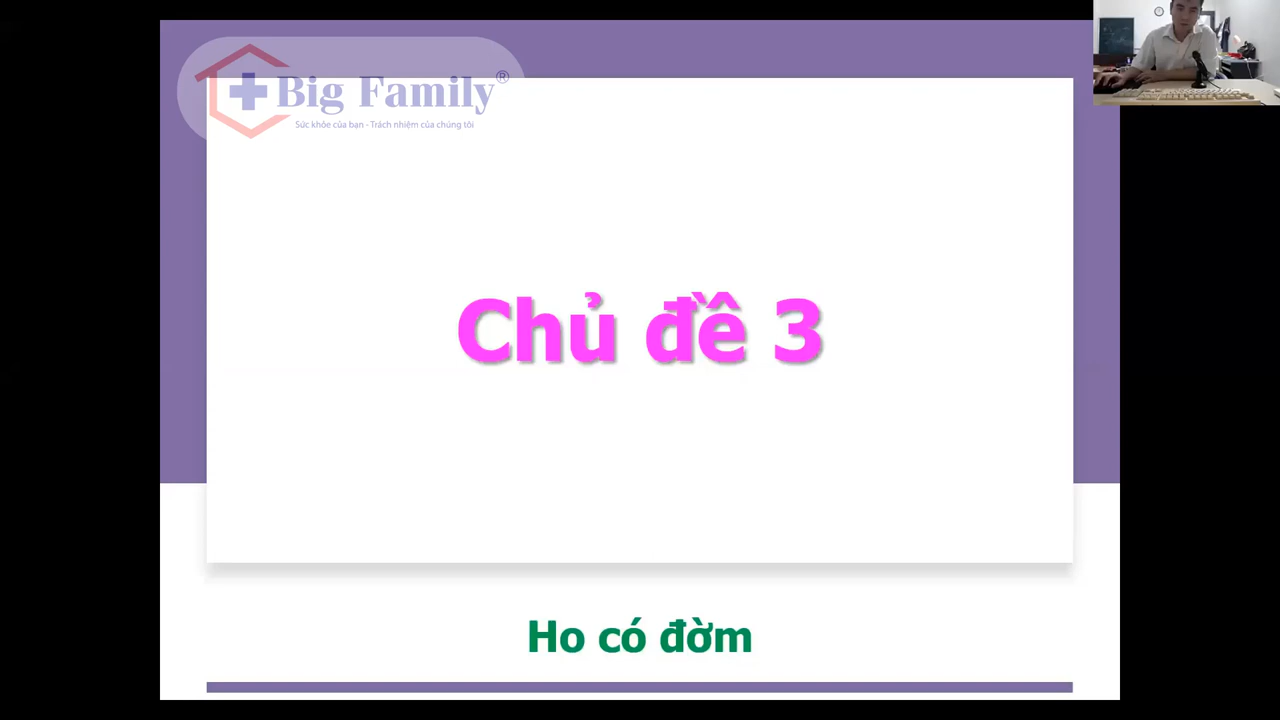 Big Family®
Sức khỏe của bạn - Trách nhiệm của chúng tôi
Chủ đề 3
Ho có đờm